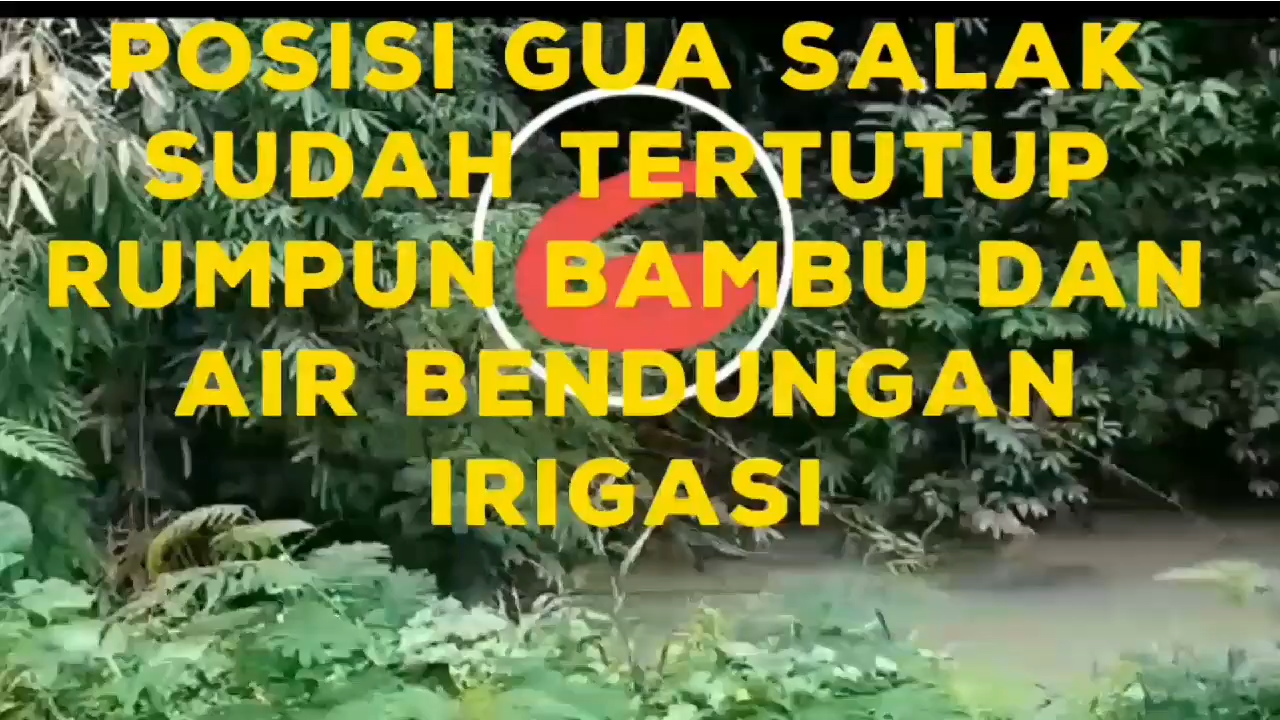 POSISI GUA SALAK
SUDAH TERTUTUP
RUMPUN BAMBU DAN
AIR BENDUNGAN
IRIGASI